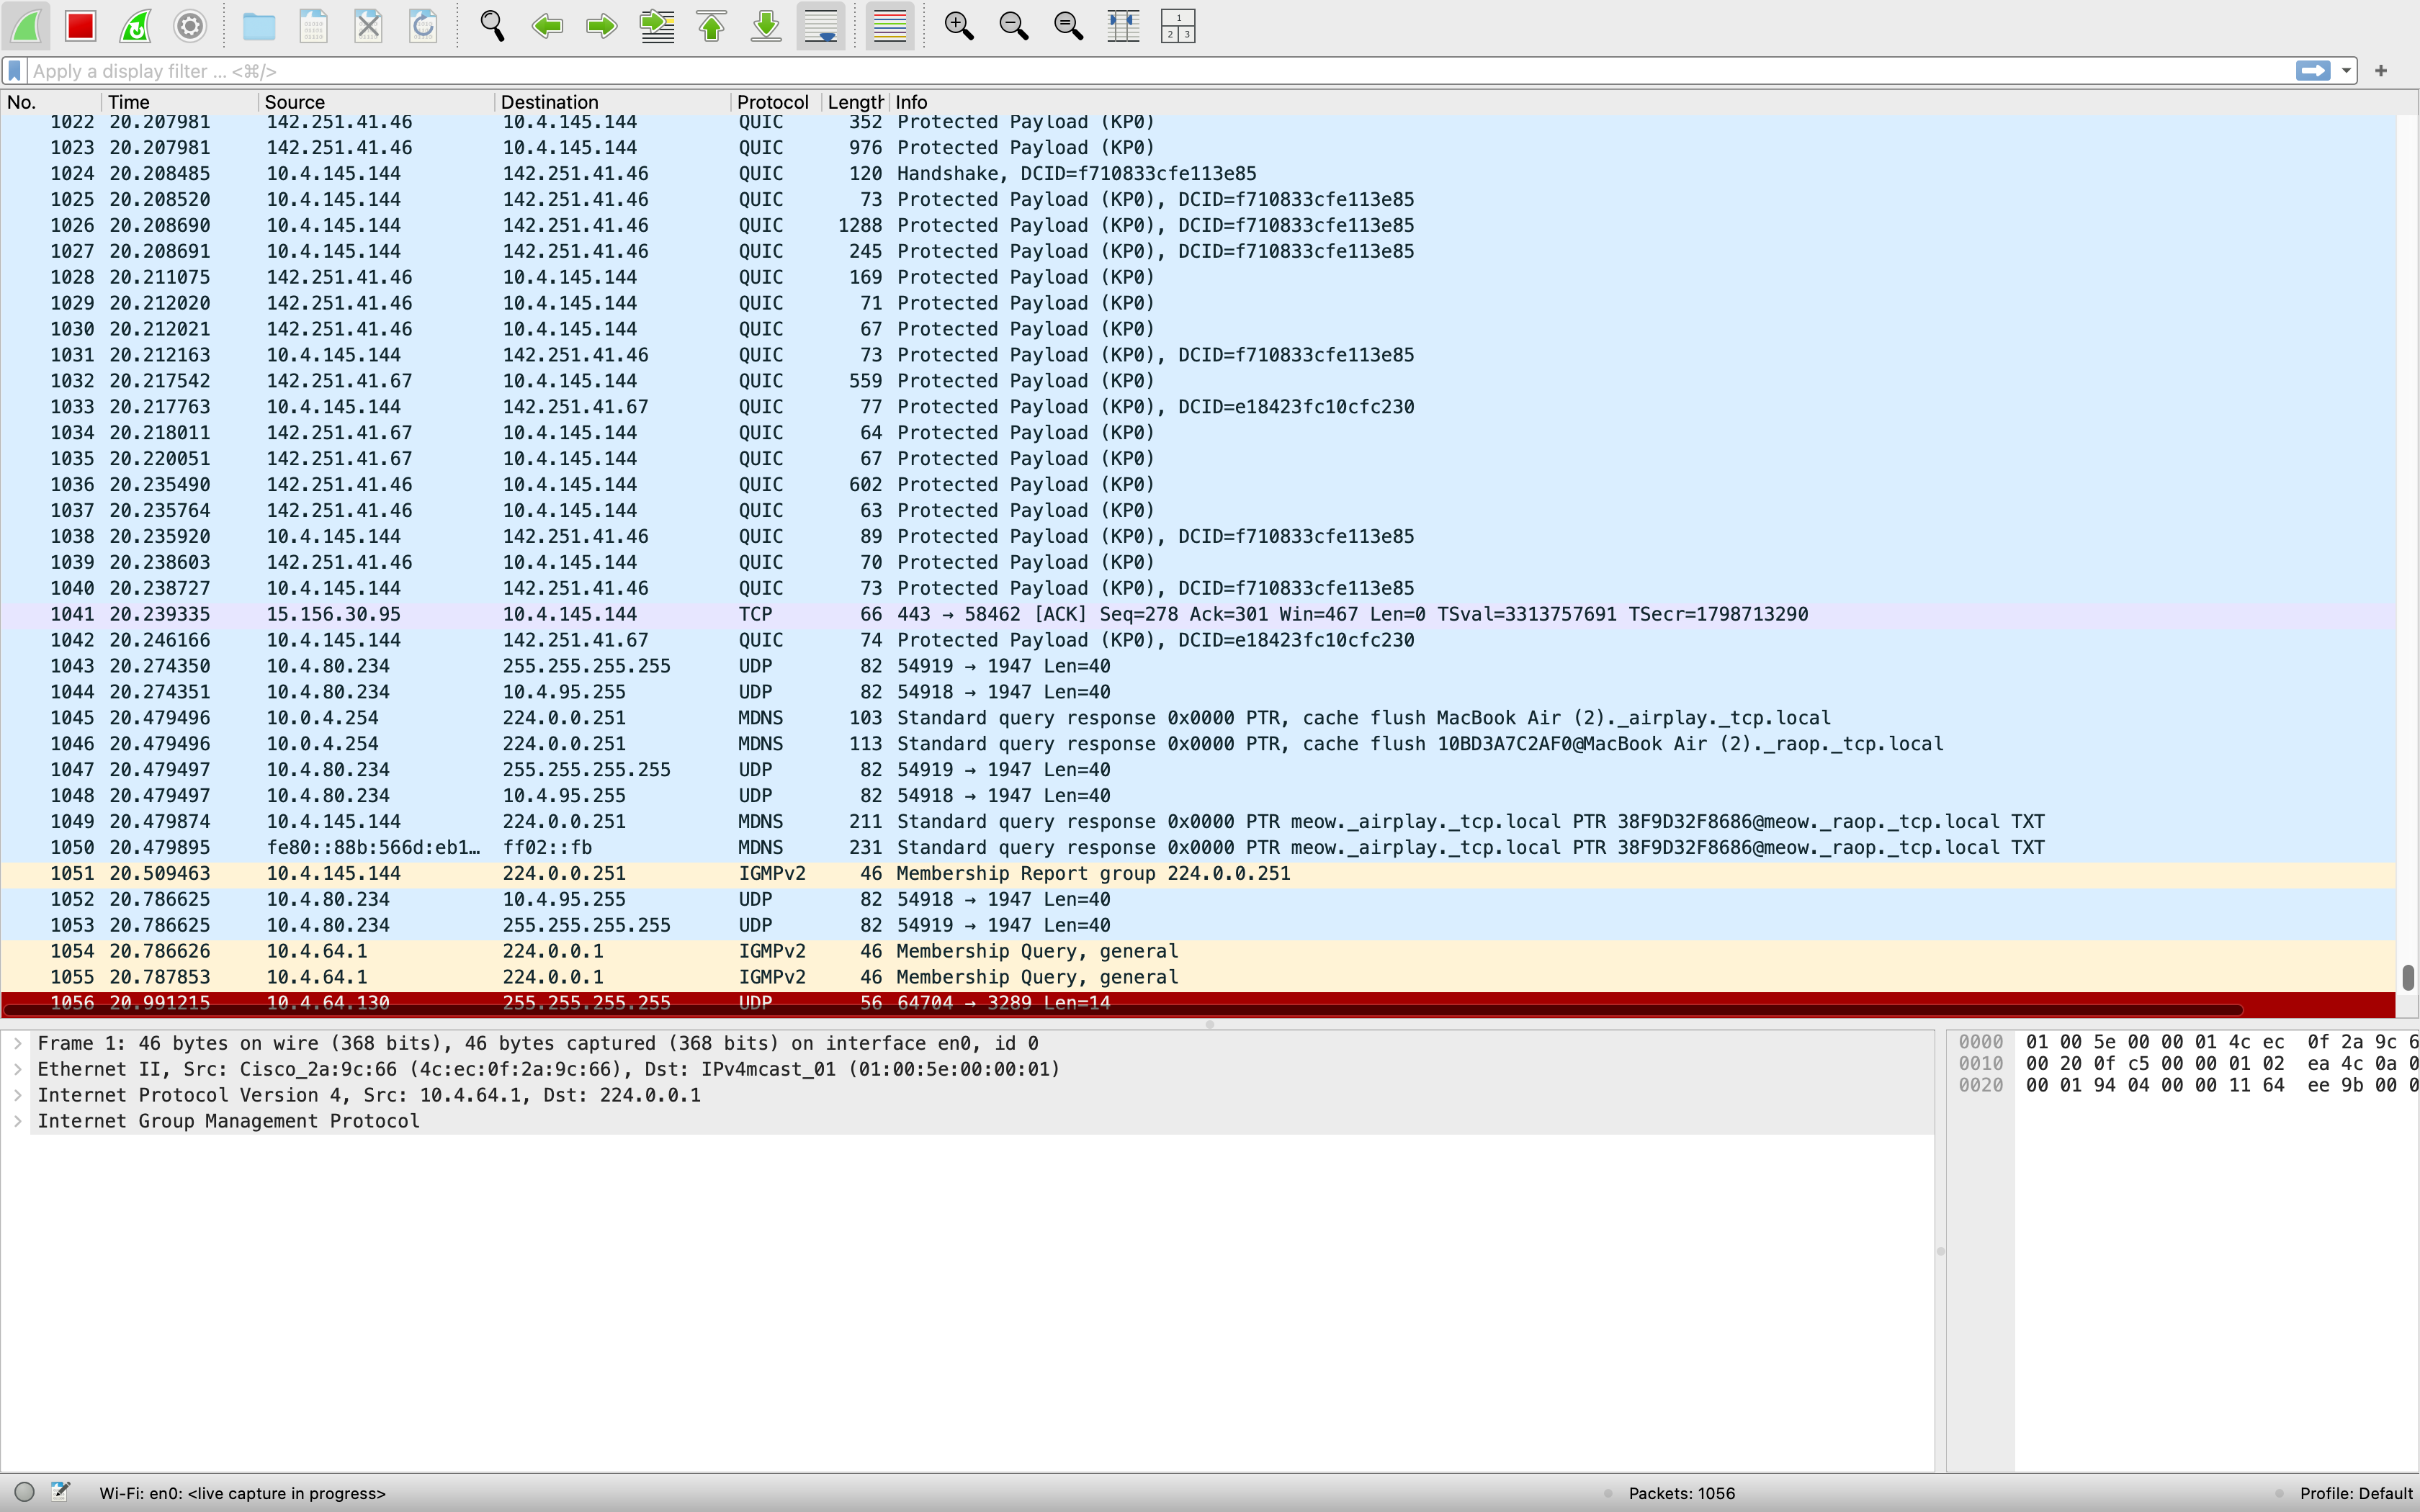 Apply a display filter ... <⌘/>
No. Time Source Destination Protocol Length Info
1022 20.207981 142.251.41.46 10.4.145.144 QUIC 352 Protected Payload (KP0)
1023 20.207981 142.251.41.46 10.4.145.144 QUIC 976 Protected Payload (KP0)
1024 20.208485 10.4.145.144 142.251.41.46 QUIC 120 Handshake, DCID=f710833cfe113e85
1025 20.208520 10.4.145.144 142.251.41.46 QUIC 73 Protected Payload (KP0), DCID=f710833cfe113e85
1026 20.208690 10.4.145.144 142.251.41.46 QUIC 1288 Protected Payload (KP0), DCID=f710833cfe113e85
1027 20.208691 10.4.145.144 142.251.41.46 QUIC 245 Protected Payload (KP0), DCID=f710833cfe113e85
1028 20.211075 142.251.41.46 10.4.145.144 QUIC 169 Protected Payload (KP0)
1029 20.212020 142.251.41.46 10.4.145.144 QUIC 71 Protected Payload (KP0)
1030 20.212021 142.251.41.46 10.4.145.144 QUIC 67 Protected Payload (KP0)
1031 20.212163 10.4.145.144 142.251.41.46 QUIC 73 Protected Payload (KP0), DCID=f710833cfe113e85
1032 20.217542 142.251.41.67 10.4.145.144 QUIC 559 Protected Payload (KP0)
1033 20.217763 10.4.145.144 142.251.41.67 QUIC 77 Protected Payload (KP0), DCID=e18423fc10cfc230
1034 20.218011 142.251.41.67 10.4.145.144 QUIC 64 Protected Payload (KP0)
1035 20.220051 142.251.41.67 10.4.145.144 QUIC 67 Protected Payload (KP0)
1036 20.235490 142.251.41.46 10.4.145.144 QUIC 602 Protected Payload (KP0)
1037 20.235764 142.251.41.46 10.4.145.144 QUIC 63 Protected Payload (KP0)
1038 20.235920 10.4.145.144 142.251.41.46 QUIC 89 Protected Payload (KP0), DCID=f710833cfe113e85
1039 20.238603 142.251.41.46 10.4.145.144 QUIC 70 Protected Payload (KP0)
1040 20.238727 10.4.145.144 142.251.41.46 QUIC 73 Protected Payload (KP0), DCID=f710833cfe113e85
1041 20.239335 15.156.30.95 10.4.145.144 TCP 66 443 → 58462 [ACK] Seq=278 Ack=301 Win=467 Len=0 TSval=3313757691 TSecr=1798713290
1042 20.246166 10.4.145.144 142.251.41.67 QUIC 74 Protected Payload (KP0), DCID=e18423fc10cfc230
1043 20.274350 10.4.80.234 255.255.255.255 UDP 82 54919 → 1947 Len=40
1044 20.274351 10.4.80.234 10.4.95.255 UDP 82 54918 → 1947 Len=40
1045 20.479496 10.0.4.254 224.0.0.251 MDNS 103 Standard query response 0x0000 PTR, cache flush MacBook Air (2)._airplay._tcp.local
1046 20.479496 10.0.4.254 224.0.0.251 MDNS 113 Standard query response 0x0000 PTR, cache flush 10BD3A7C2AF0@MacBook Air (2)._raop._tcp.local
1047 20.479497 10.4.80.234 255.255.255.255 UDP 82 54919 → 1947 Len=40
1048 20.479497 10.4.80.234 10.4.95.255 UDP 82 54918 → 1947 Len=40
1049 20.479874 10.4.145.144 224.0.0.251 MDNS 211 Standard query response 0x0000 PTR meow._airplay._tcp.local PTR 38F9D32F8686@meow._raop._tcp.local TXT
1050 20.479895 fe80::88b:566d:eb1… ff02::fb MDNS 231 Standard query response 0x0000 PTR meow._airplay._tcp.local PTR 38F9D32F8686@meow._raop._tcp.local TXT
1051 20.509463 10.4.145.144 224.0.0.251 IGMPv2 46 Membership Report group 224.0.0.251
1052 20.786625 10.4.80.234 10.4.95.255 UDP 82 54918 → 1947 Len=40
1053 20.786625 10.4.80.234 255.255.255.255 UDP 82 54919 → 1947 Len=40
1054 20.786626 10.4.64.1 224.0.0.1 IGMPv2 46 Membership Query, general
1055 20.787853 10.4.64.1 224.0.0.1 IGMPv2 46 Membership Query, general
1056 20.991215 10.4.64.130 255.255.255.255 UDP 56 64704 → 3289 Len=14
Frame 1: 46 bytes on wire (368 bits), 46 bytes captured (368 bits) on interface en0, id 0
Ethernet II, Src: Cisco_2a:9c:66 (4c:ec:0f:2a:9c:66), Dst: IPv4mcast_01 (01:00:5e:00:00:01)
Internet Protocol Version 4, Src: 10.4.64.1, Dst: 224.0.0.1
Internet Group Management Protocol
0000 01 00 5e 00 00 01 4c ec 0f 2a 9c 6
0010 00 20 0f c5 00 00 01 02 ea 4c 0a 0
0020 00 01 94 04 00 00 11 64 ee 9b 00 0
Wi-Fi: en0: <live capture in progress> Packets: 1056 Profile: Default